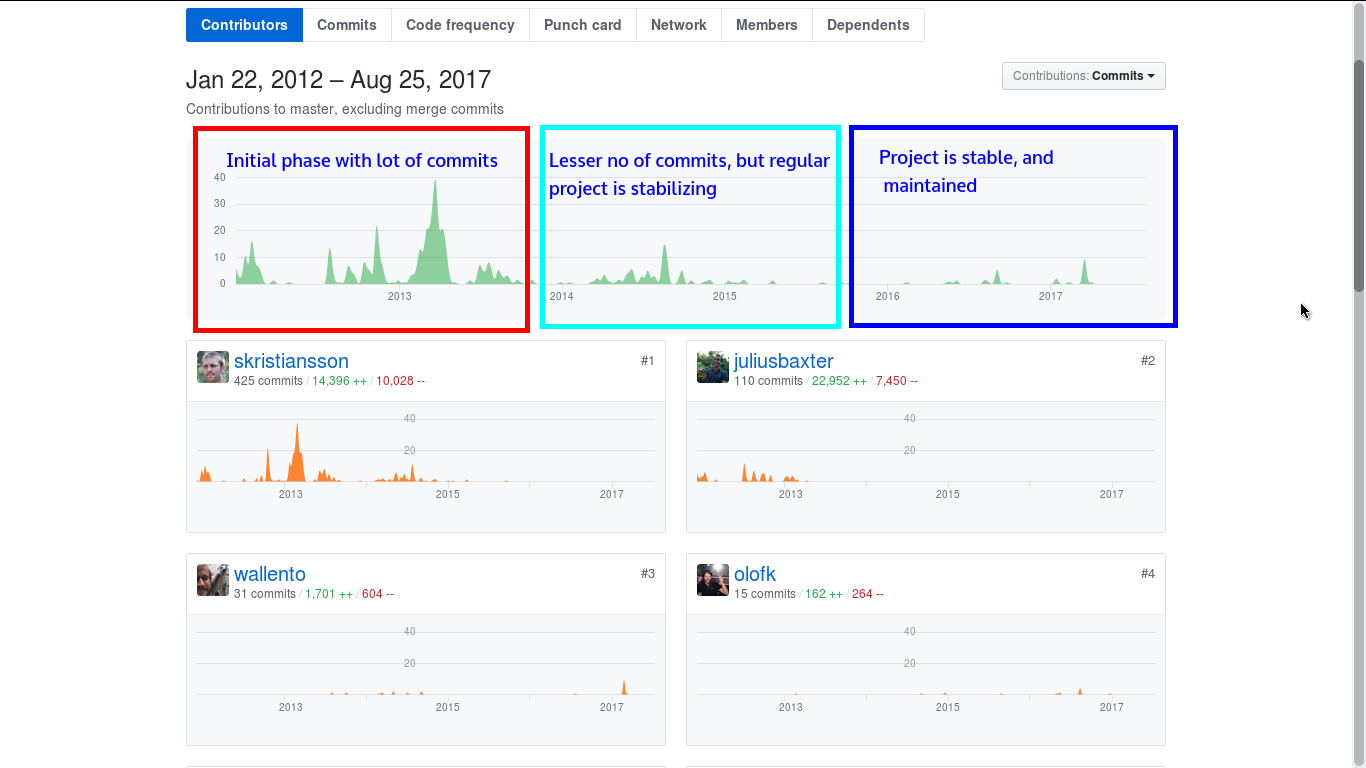 Contributors Commits Code frequency Punch card Network Members Dependents
Jan 22, 2012 – Aug 25, 2017
Contributions: Commits
Contributions to master, excluding merge commits
Initial phase with lot of commits
Lesser no of commits, but regular
project is stabilizing
Project is stable, and
maintained
40
30
20
10
0
2013 2014 2015 2016 2017
skristiansson #1
425 commits / 14,396 ++ / 10,028 --
40
20
2013 2015 2017
juliusbaxter #2
110 commits / 22,952 ++ / 7,450 --
40
20
2013 2015 2017
wallento #3
31 commits / 1,701 ++ / 604 --
40
20
2013 2015 2017
olofk #4
15 commits / 162 ++ / 264 --
40
20
2013 2015 2017